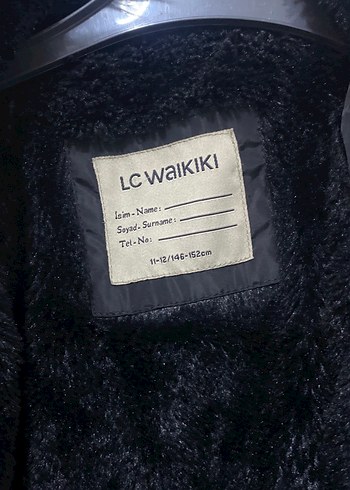 LC WAIKIKI
Isim - Name:
Soyad - Surname:
Tel - No:
11-12/146-152cm